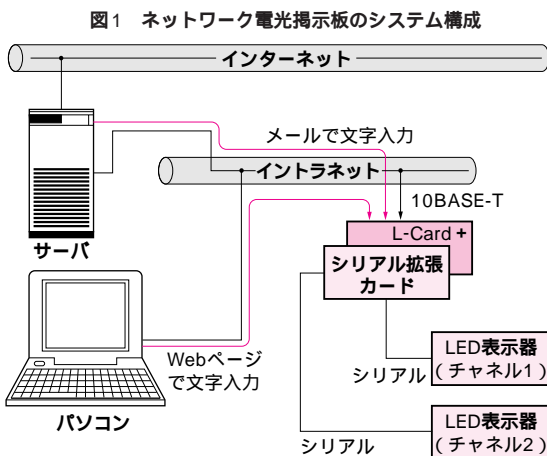 図1 ネットワーク電光掲示板のシステム構成
インターネット
メールで文字入力
イントラネット
10BASE-T
L-Card +
サーバ
シリアル拡張
カード
Webページ
で文字入力
シリアル
LED表示器
(チャネル1)
パソコン
シリアル
LED表示器
(チャネル2)